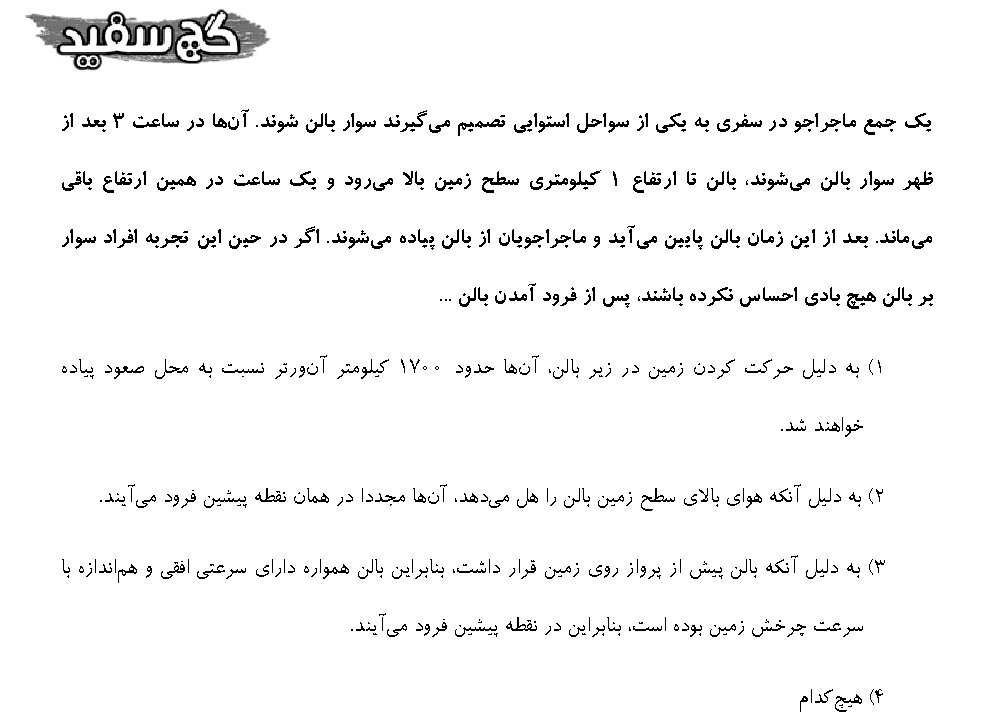 گچ سفید
یک جمع ماجراجو در سفری به یکی از سواحل استوایی تصمیم می‌گیرند سوار بالن شوند. آن‌ها در ساعت ۳ بعد از
ظهر سوار بالن می‌شوند، بالن تا ارتفاع ۱ کیلومتری سطح زمین بالا می‌رود و یک ساعت در همین ارتفاع باقی
می‌ماند. بعد از این زمان بالن پایین می‌آید و ماجراجویان از بالن پیاده می‌شوند. اگر در حین این تجربه افراد سوار
بر بالن هیچ بادی احساس نکرده باشند، پس از فرود آمدن بالن ...
۱) به دلیل حرکت کردن زمین در زیر بالن، آن‌ها حدود ۱۷۰۰ کیلومتر آن‌ورتر نسبت به محل صعود پیاده
خواهند شد.
۲) به دلیل آنکه هوای بالای سطح زمین بالن را هل می‌دهد، آن‌ها مجددا در همان نقطه پیشین فرود می‌آیند.
۳) به دلیل آنکه بالن پیش از پرواز روی زمین قرار داشت، بنابراین بالن همواره دارای سرعتی افقی و هم‌اندازه با
سرعت چرخش زمین بوده است، بنابراین در نقطه پیشین فرود می‌آیند.
۴) هیچ‌کدام